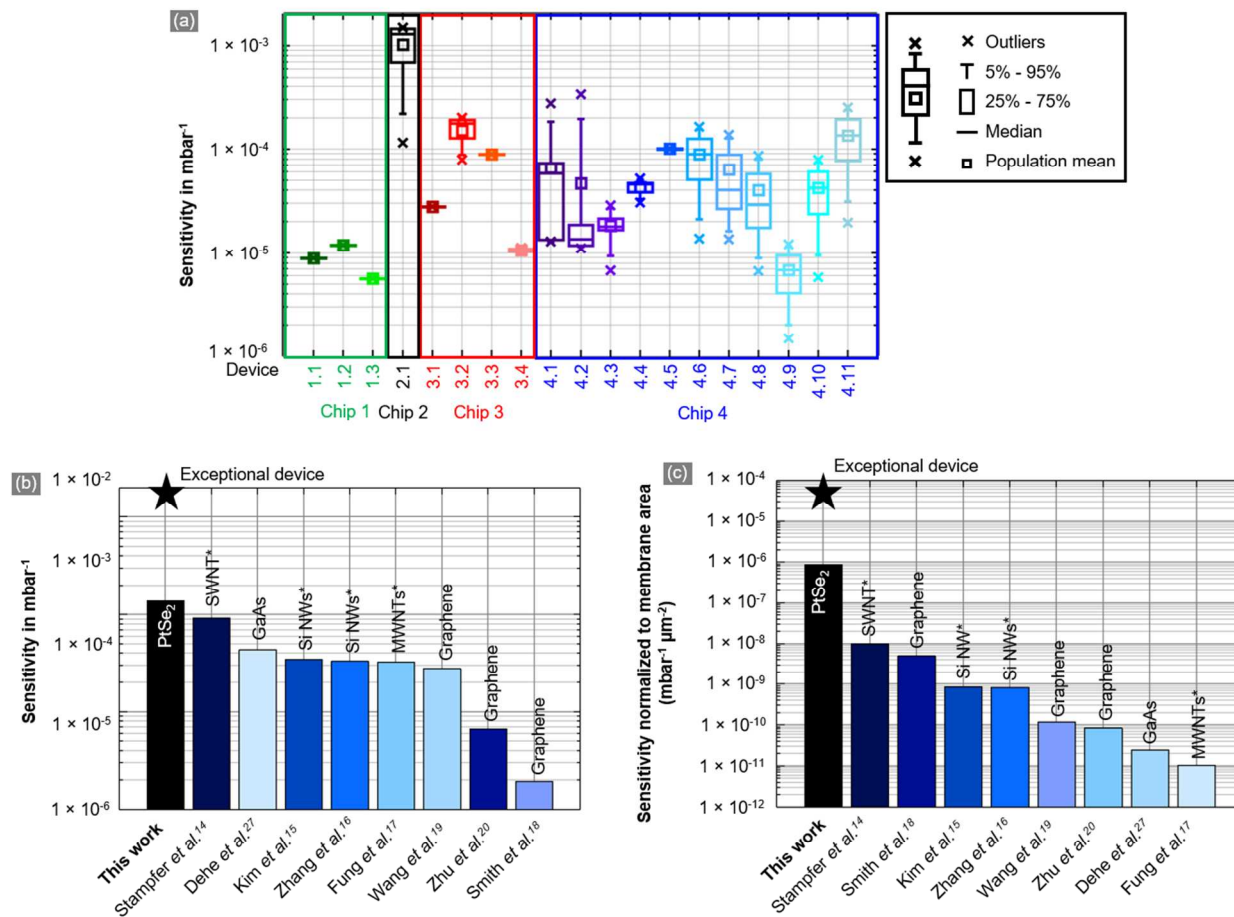 (a)
Sensitivity in mbar⁻¹
1 × 10⁻³
1 × 10⁻⁴
1 × 10⁻⁵
1 × 10⁻⁶
Device
1.1
1.2
1.3
2.1
3.1
3.2
3.3
3.4
4.1
4.2
4.3
4.4
4.5
4.6
4.7
4.8
4.9
4.10
4.11
Chip 1
Chip 2
Chip 3
Chip 4
Outliers
5% - 95%
25% - 75%
Median
Population mean
(b)
Sensitivity in mbar⁻¹
1 × 10⁻²
1 × 10⁻³
1 × 10⁻⁴
1 × 10⁻⁵
1 × 10⁻⁶
Exceptional device
PtSe₂
SWNT*
GaAs
Si NWs*
Si NWs*
MWNTs*
Graphene
Graphene
Graphene
This work
Stampfer et al.¹⁴
Dehe et al.²⁷
Kim et al.¹⁵
Zhang et al.¹⁶
Fung et al.¹⁷
Wang et al.¹⁹
Zhu et al.²⁰
Smith et al.¹⁸
(c)
Sensitivity normalized to membrane area
(mbar⁻¹ µm⁻²)
1 × 10⁻⁴
1 × 10⁻⁵
1 × 10⁻⁶
1 × 10⁻⁷
1 × 10⁻⁸
1 × 10⁻⁹
1 × 10⁻¹⁰
1 × 10⁻¹¹
1 × 10⁻¹²
Exceptional device
PtSe₂
SWNT*
Graphene
Si NW*
Si NWs*
Graphene
Graphene
GaAs
MWNTs*
This work
Stampfer et al.¹⁴
Smith et al.¹⁸
Kim et al.¹⁵
Zhang et al.¹⁶
Wang et al.¹⁹
Zhu et al.²⁰
Dehe et al.²⁷
Fung et al.¹⁷